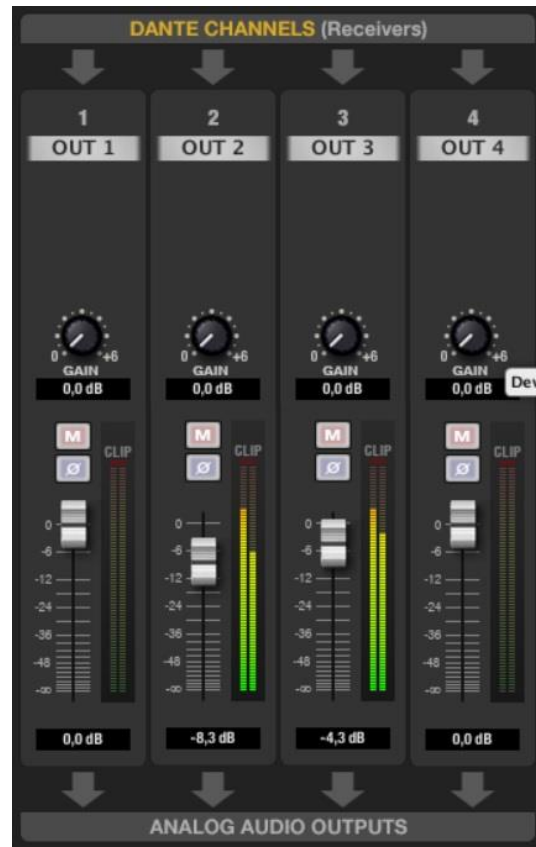 DANTE CHANNELS (Receivers)
1 2 3 4
OUT 1 OUT 2 OUT 3 OUT 4
0 +6 0 +6 0 +6 0 +6
GAIN GAIN GAIN GAIN
0,0 dB 0,0 dB 0,0 dB 0,0 dB Dev
M M M M
CLIP CLIP CLIP CLIP
Ø Ø Ø Ø
0 0 0 0
-6 -6 -6 -6
-12 -12 -12 -12
-24 -24 -24 -24
-36 -36 -36 -36
-48 -48 -48 -48
-∞ -∞ -∞ -∞
0,0 dB -8,3 dB -4,3 dB 0,0 dB
ANALOG AUDIO OUTPUTS